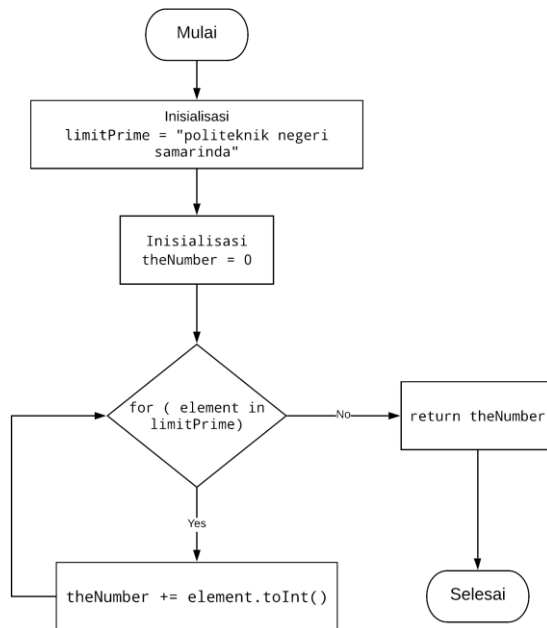 Mulai
Inisialisasi
limitPrime = "politeknik negeri
samarinda"
Inisialisasi
theNumber = 0
for ( element in
limitPrime)
No
return theNumber
Yes
theNumber += element.toInt()
Selesai